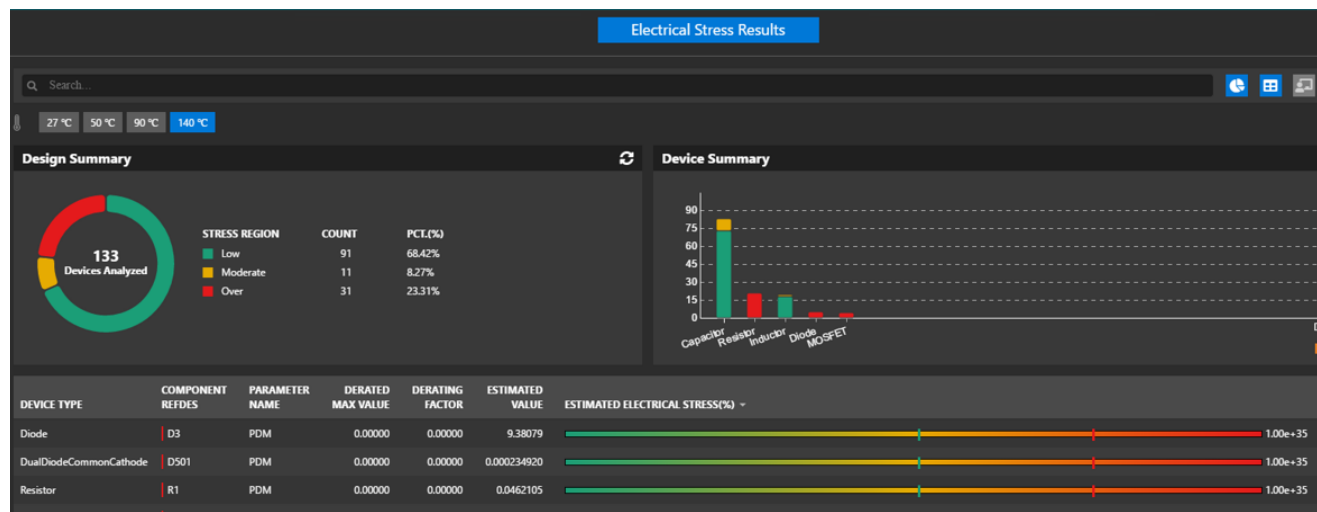 Electrical Stress Results
Search...
27 °C 50 °C 90 °C 140 °C
Design Summary
133
Devices Analyzed
STRESS REGION COUNT PCT.(%)
Low 91 68.42%
Moderate 11 8.27%
Over 31 23.31%
Device Summary
90
75
60
45
30
15
0
Capacitor Resistor Inductor Diode MOSFET
DEVICE TYPE COMPONENT REFDES PARAMETER NAME DERATED MAX VALUE DERATING FACTOR ESTIMATED VALUE ESTIMATED ELECTRICAL STRESS(%)
Diode D3 PDM 0.00000 0.00000 9.38079 1.00e+35
DualDiodeCommonCathode D501 PDM 0.00000 0.00000 0.000234920 1.00e+35
Resistor R1 PDM 0.00000 0.00000 0.0462105 1.00e+35